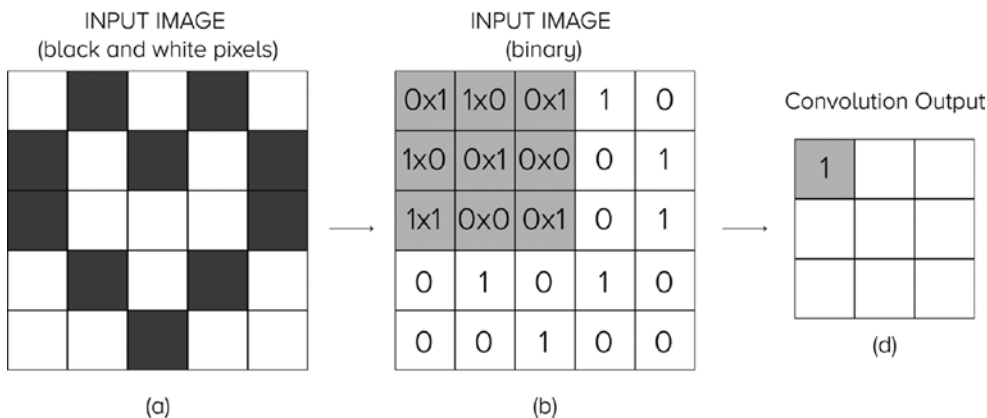 INPUT IMAGE
(black and white pixels)
INPUT IMAGE
(binary)
Convolution Output
0x1 1x0 0x1 1 0
1x0 0x1 0x0 0 1
1x1 0x0 0x1 0 1
0 1 0 1 0
0 0 1 0 0
1
(a)
(b)
(d)